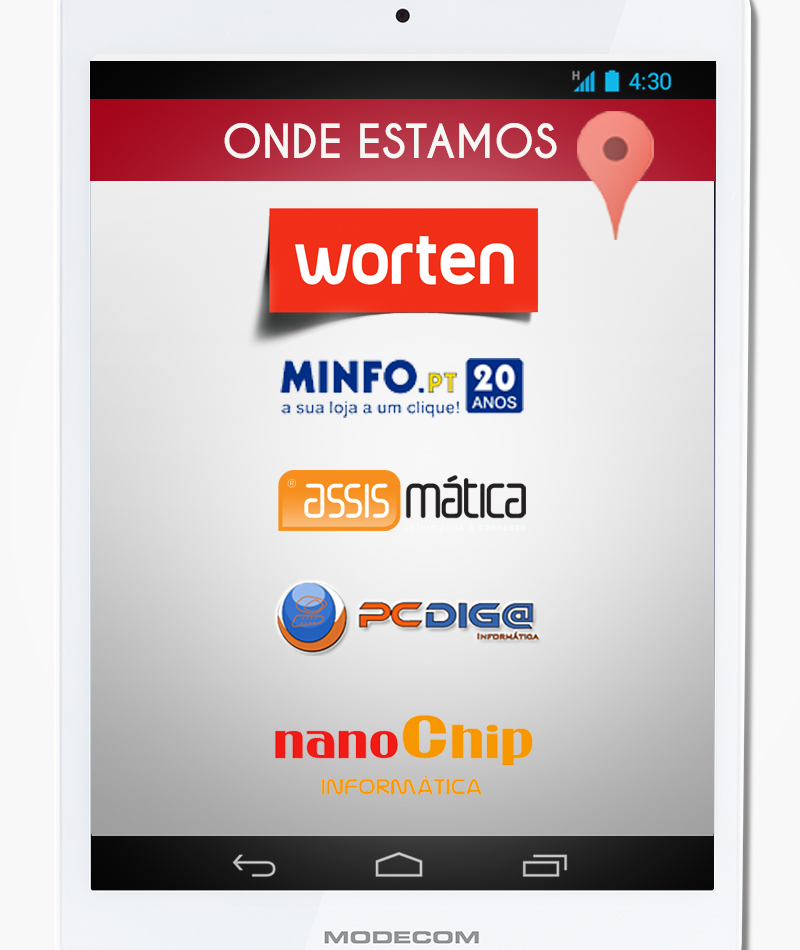 H 4:30
ONDE ESTAMOS
worten
MINFO.PT 20 ANOS
a sua loja a um clique!
® assismática
PCDIG@
INFORMÁTICA
nanoChip
INFORMÁTICA
MODECOM